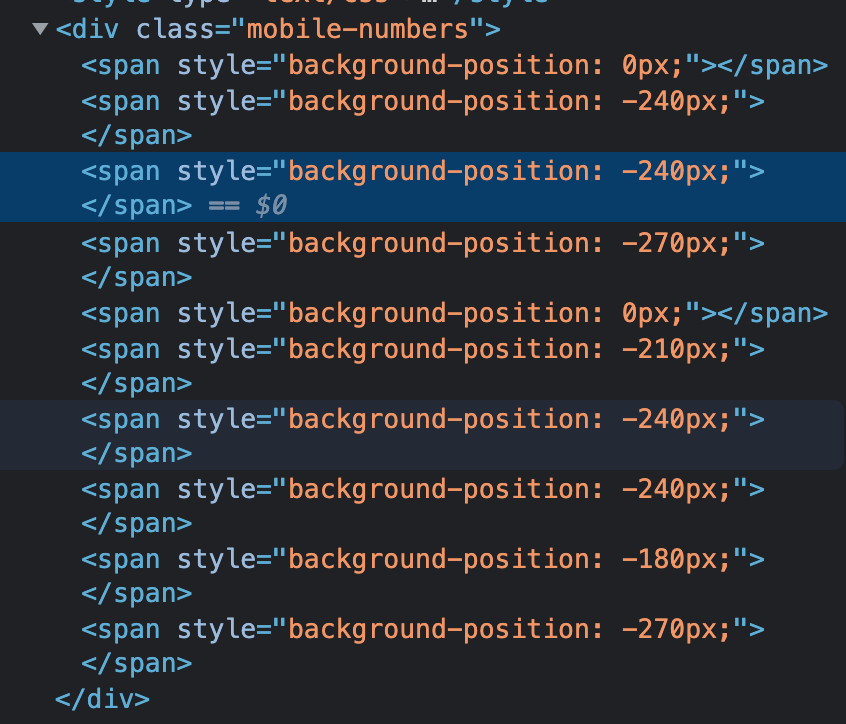 ▼<div class="mobile-numbers">
<span style="background-position: 0px;"></span>
<span style="background-position: -240px;">
</span>
<span style="background-position: -240px;">
</span> == $0
<span style="background-position: -270px;">
</span>
<span style="background-position: 0px;"></span>
<span style="background-position: -210px;">
</span>
<span style="background-position: -240px;">
</span>
<span style="background-position: -240px;">
</span>
<span style="background-position: -180px;">
</span>
<span style="background-position: -270px;">
</span>
</div>